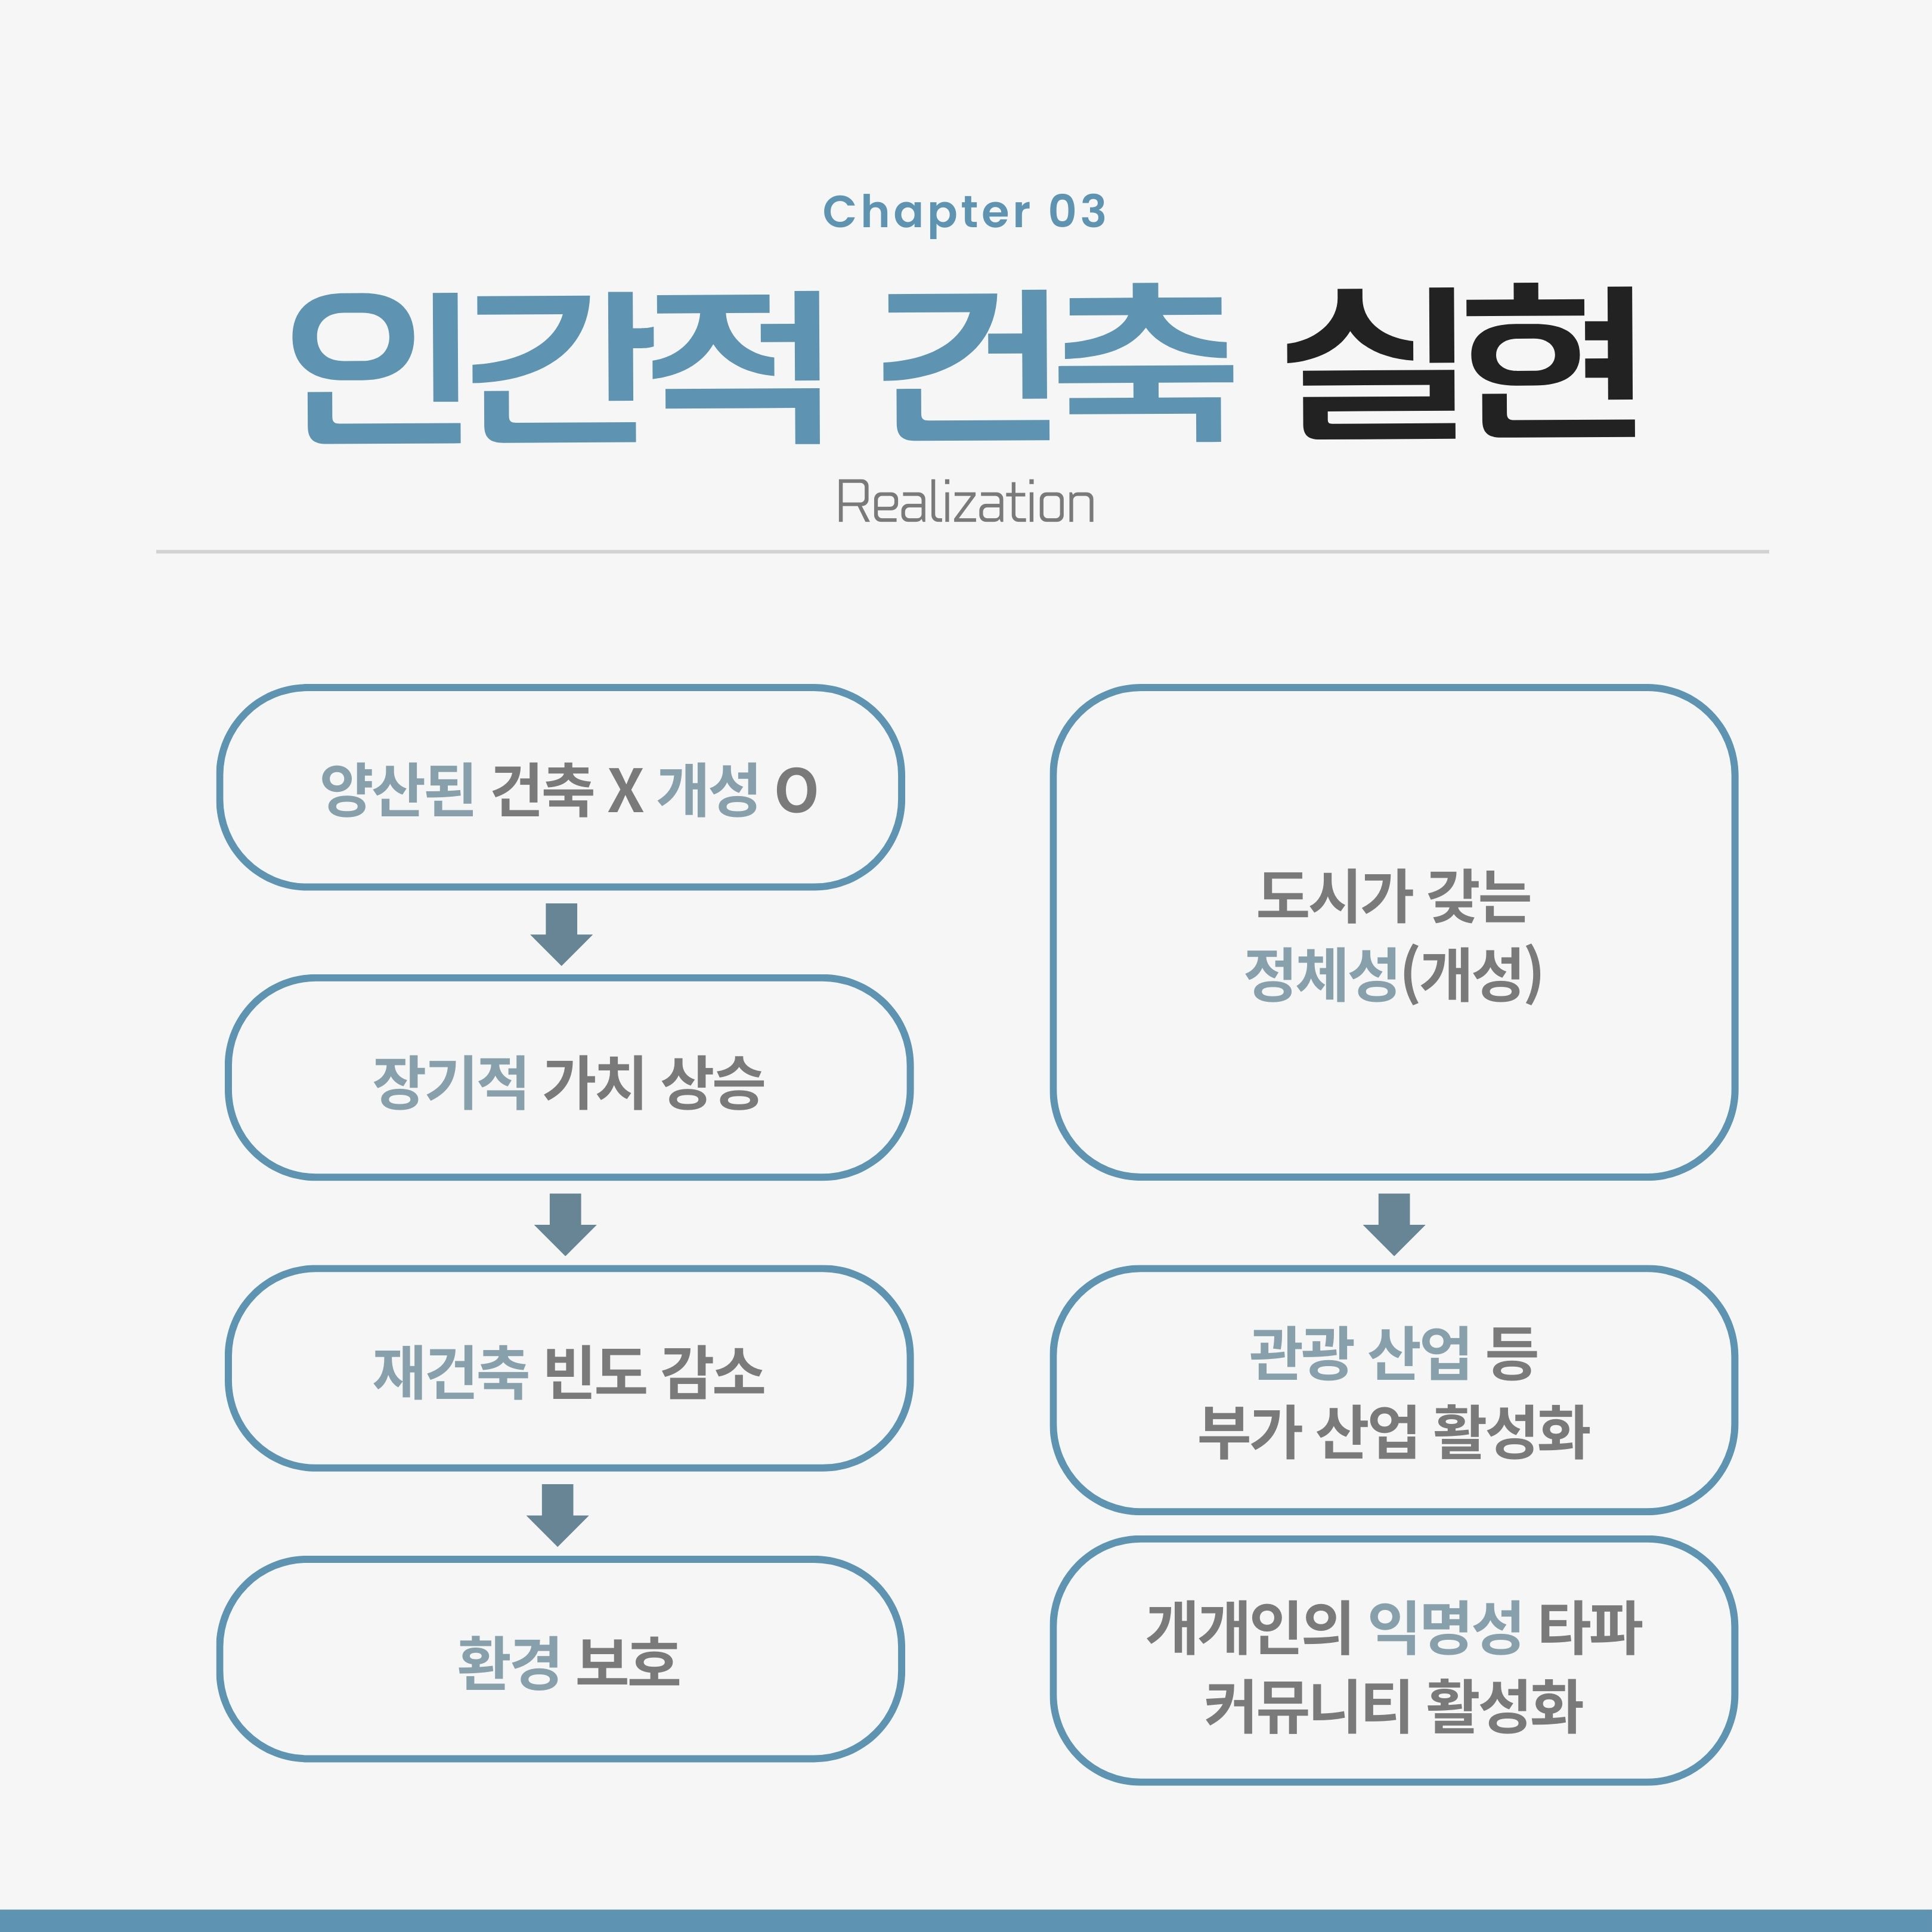 Chapter 03
인간적 건축 실현
Realization
양산된 건축 X 개성 O
장기적 가치 상승
재건축 빈도 감소
환경 보호
도시가 갖는
정체성(개성)
관광 산업 등
부가 산업 활성화
개개인의 익명성 타파
커뮤니티 활성화